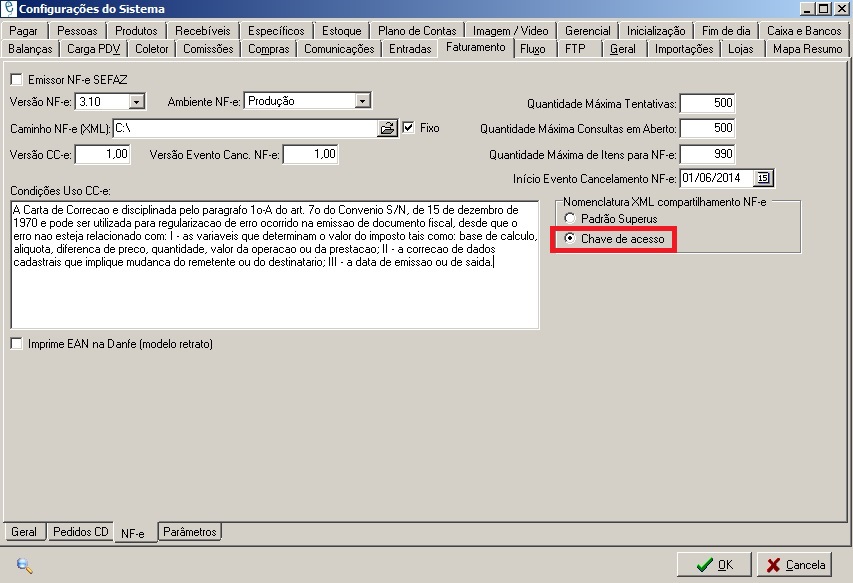 Configurações do Sistema
Pagar Pessoas Produtos Recebíveis Específicos Estoque Plano de Contas Imagem / Video Gerencial Inicialização Fim de dia Caixa e Bancos
Balanças Carga PDV Coletor Comissões Compras Comunicações Entradas Faturamento Fluxo FTP Geral Importações Lojas Mapa Resumo
Emissor NF-e SEFAZ
Versão NF-e: 3.10 Ambiente NF-e: Produção Quantidade Máxima Tentativas: 500
Caminho NF-e (XML): C:\ Fixo Quantidade Máxima Consultas em Aberto: 500
Versão CC-e: 1,00 Versão Evento Canc. NF-e: 1,00 Quantidade Máxima de Itens para NF-e: 990
Início Evento Cancelamento NF-e: 01/06/2014 15
Condições Uso CC-e:
A Carta de Correcao e disciplinada pelo paragrafo 1o-A do art. 7o do Convenio S/N, de 15 de dezembro de
1970 e pode ser utilizada para regularizacao de erro ocorrido na emissao de documento fiscal, desde que o
erro nao esteja relacionado com: I - as variaveis que determinam o valor do imposto tais como: base de calculo,
aliquota, diferenca de preco, quantidade, valor da operacao ou da prestacao; II - a correcao de dados
cadastrais que implique mudanca do remetente ou do destinatario; III - a data de emissao ou de saida.
Nomenclatura XML compartilhamento NF-e
Padrão Superus
Chave de acesso
Imprime EAN na Danfe (modelo retrato)
Geral Pedidos CD NF-e Parâmetros
OK Cancela